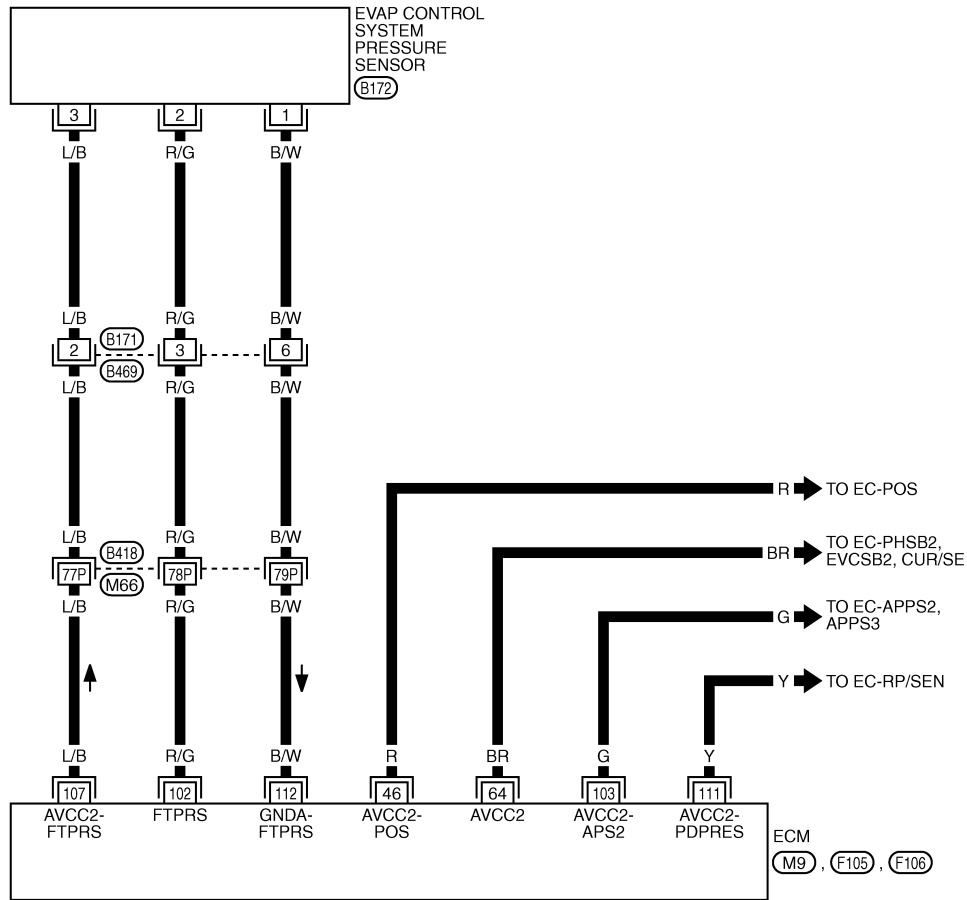 EVAP CONTROL
SYSTEM
PRESSURE
SENSOR
B172
3 2 1
L/B R/G B/W
L/B R/G B/W
B171
2 3 6
B469
L/B R/G B/W
R TO EC-POS
L/B R/G B/W
B418
TO EC-PHSB2,
BR EVCSB2, CUR/SE
77P 78P 79P
M66
L/B R/G B/W
TO EC-APPS2,
G APPS3
Y TO EC-RP/SEN
L/B R/G B/W R BR G Y
107 102 112 46 64 103 111
AVCC2- FTPRS GNDA- AVCC2- AVCC2 AVCC2- AVCC2-
FTPRS FTPRS POS APS2 PDPRES
ECM
M9 , F105 , F106